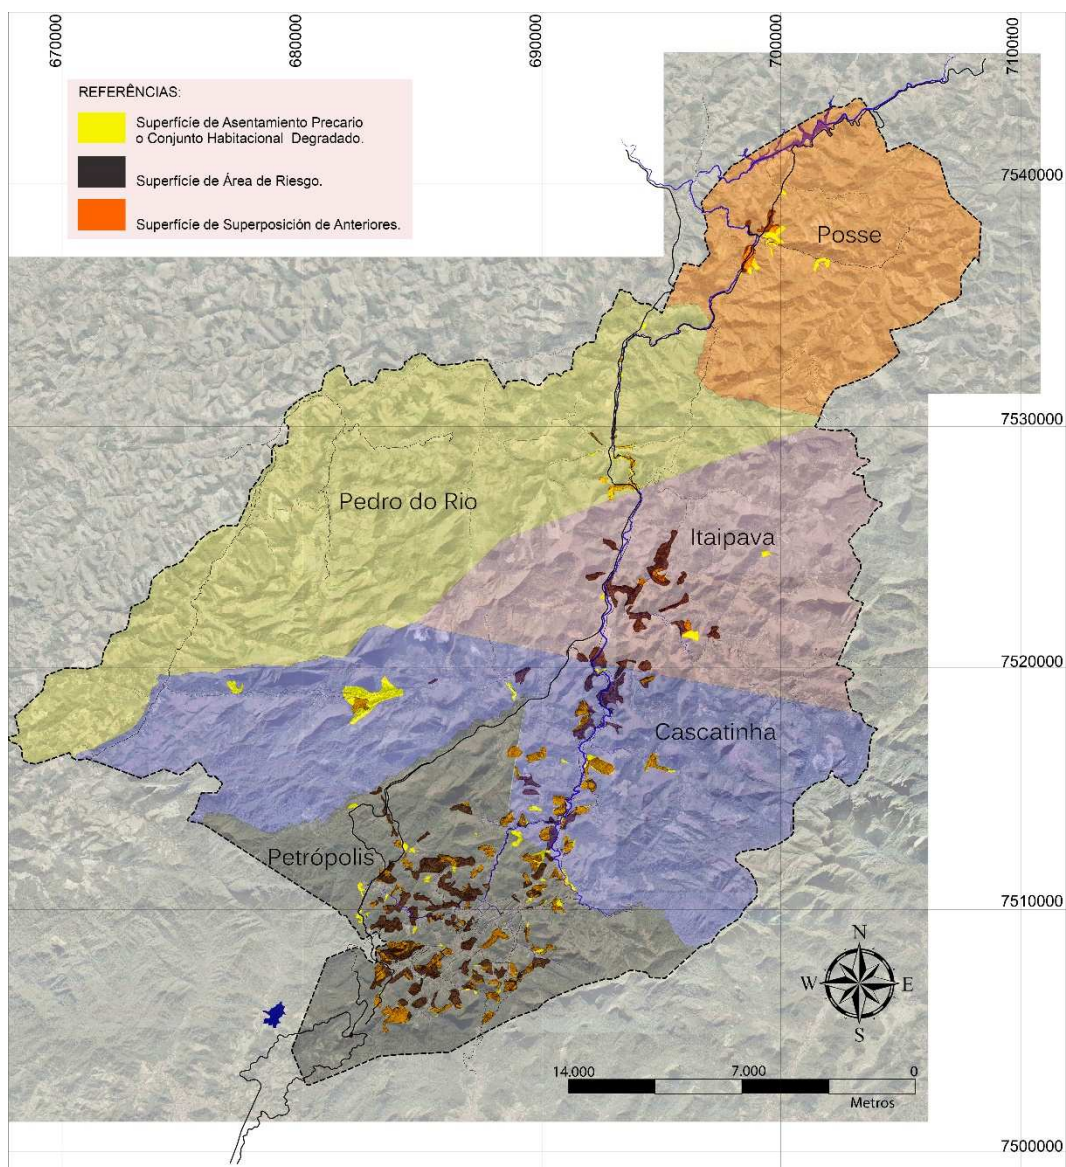 670000
680000
690000
700000
7100t00
REFERÊNCIAS:
Superfície de Asentamiento Precario
o Conjunto Habitacional Degradado.
Superfície de Área de Riesgo.
Superfície de Superposición de Anteriores.
7540000
Posse
7530000
Pedro do Rio
Itaipava
7520000
Cascatinha
Petrópolis
7510000
N
W
E
S
14.000
7.000
0
Metros
7500000